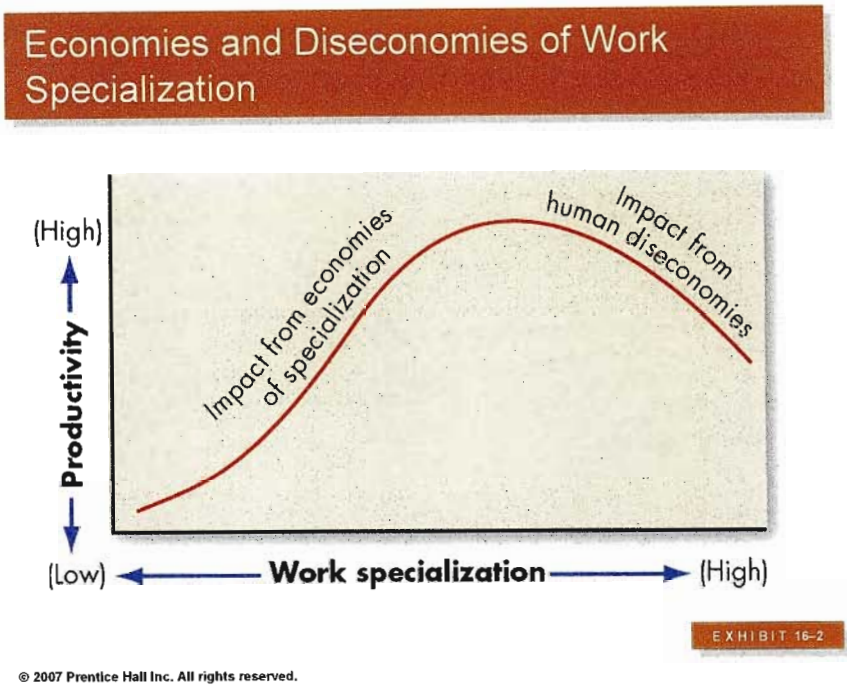 Economies and Diseconomies of Work
Specialization
(High)
Productivity
(Low)
Impact from economies
of specialization
Impact from
human diseconomies
Work specialization
(High)
EXHIBIT 16–2
© 2007 Prentice Hall Inc. All rights reserved.